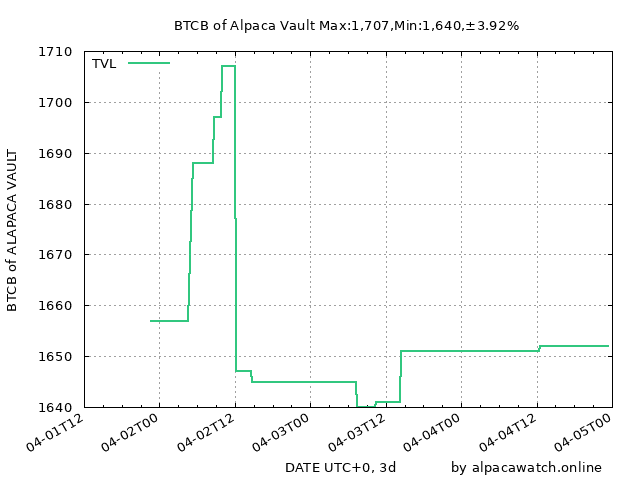 BTCB of Alpaca Vault Max:1,707,Min:1,640,±3.92%
TVL
BTCB of ALAPACA VAULT
1710
1700
1690
1680
1670
1660
1650
1640
04-01T12
04-02T00
04-02T12
04-03T00
04-03T12
04-04T00
04-04T12
04-05T00
DATE UTC+0, 3d
by alpacawatch.online